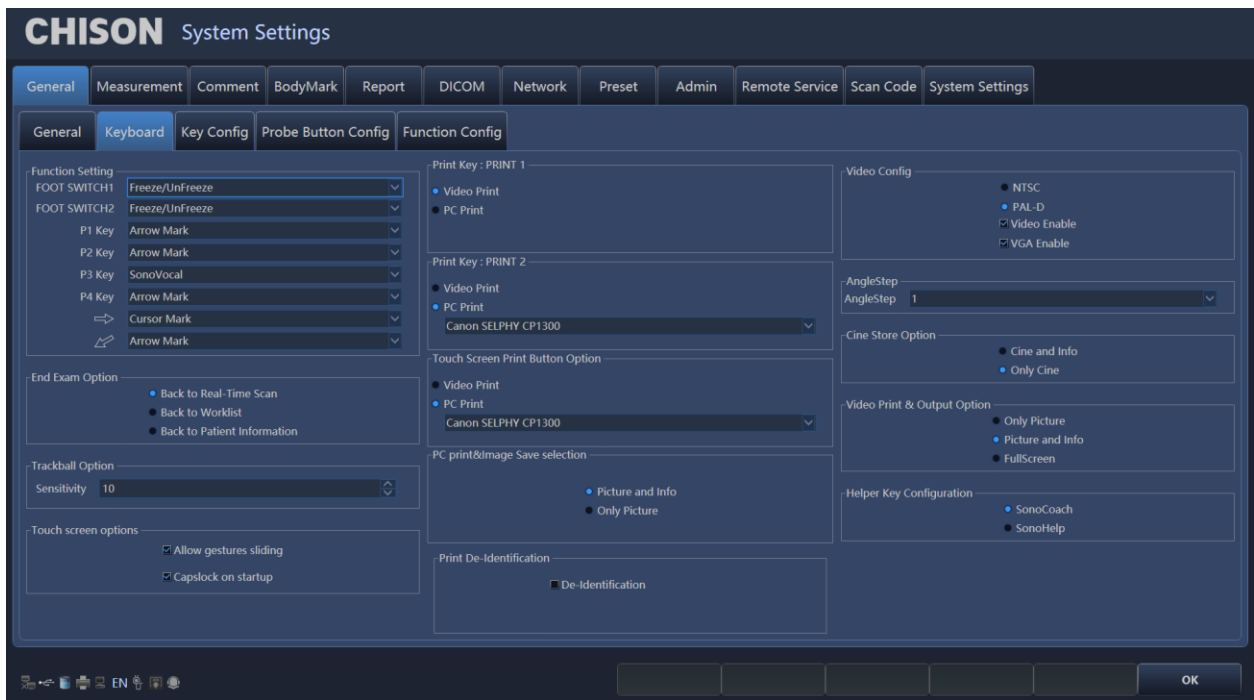 CHISON System Settings
General Measurement Comment BodyMark Report DICOM Network Preset Admin Remote Service Scan Code System Settings
General Keyboard Key Config Probe Button Config Function Config
Function Setting
FOOT SWITCH1 Freeze/UnFreeze
FOOT SWITCH2 Freeze/UnFreeze
P1 Key Arrow Mark
P2 Key Arrow Mark
P3 Key SonoVocal
P4 Key Arrow Mark
Cursor Mark
Arrow Mark
End Exam Option
Back to Real-Time Scan
Back to Worklist
Back to Patient Information
Trackball Option
Sensitivity 10
Touch screen options
Allow gestures sliding
Capslock on startup
Print Key : PRINT 1
Video Print
PC Print
Print Key: PRINT 2
Video Print
PC Print
Canon SELPHY CP1300
Touch Screen Print Button Option
Video Print
PC Print
Canon SELPHY CP1300
PC print&Image Save selection
Picture and Info
Only Picture
Print De-Identification
De-Identification
Video Config
NTSC
PAL-D
Video Enable
VGA Enable
AngleStep
AngleStep 1
Cine Store Option
Cine and Info
Only Cine
Video Print & Output Option
Only Picture
Picture and Info
FullScreen
Helper Key Configuration
SonoCoach
SonoHelp
EN
OK